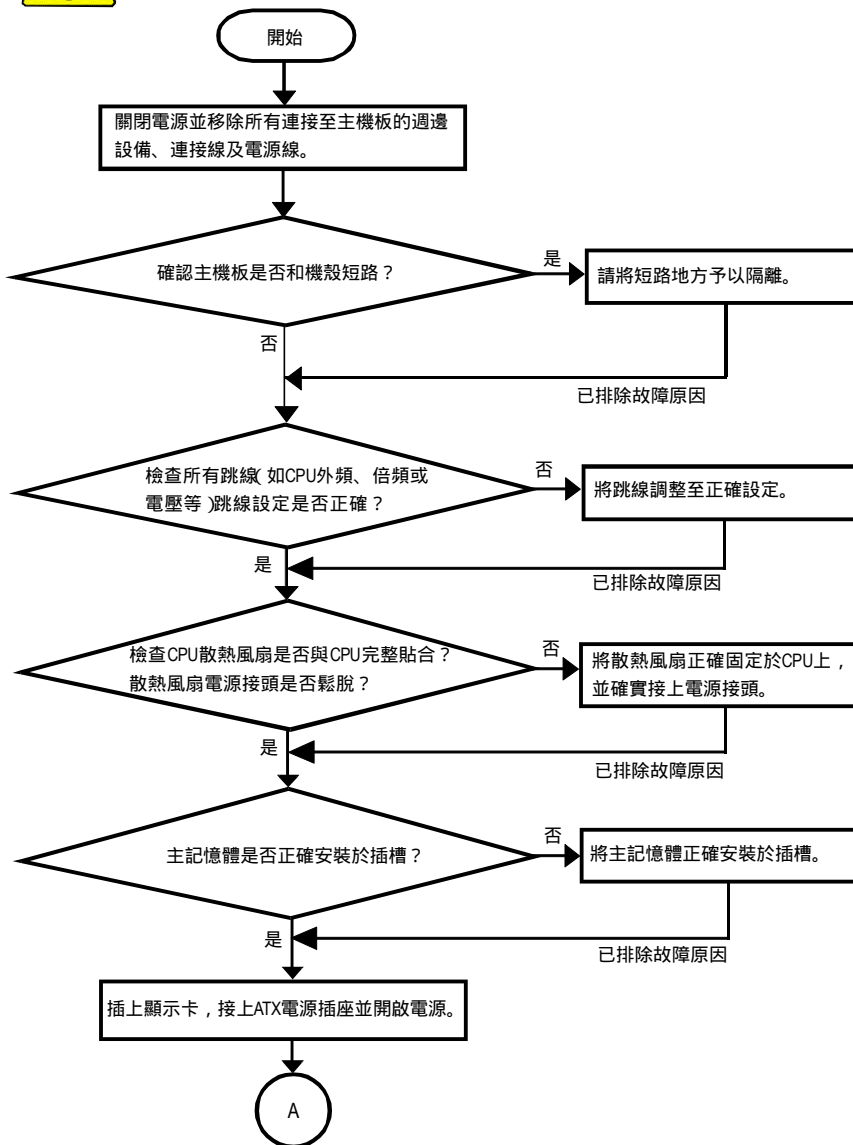 開始
關閉電源並移除所有連接至主機板的週邊
設備、連接線及電源線。
確認主機板是否和機殼短路?
是
請將短路地方予以隔離。
否
已排除故障原因
檢查所有跳線( 如CPU外頻、倍頻或
電壓等 )跳線設定是否正確?
否
將跳線調整至正確設定。
是
已排除故障原因
檢查CPU散熱風扇是否與CPU完整貼合?
散熱風扇電源接頭是否鬆脫?
否
將散熱風扇正確固定於CPU上,
並確實接上電源接頭。
是
已排除故障原因
主記憶體是否正確安裝於插槽?
否
將主記憶體正確安裝於插槽。
是
已排除故障原因
插上顯示卡,接上ATX電源插座並開啟電源。
A